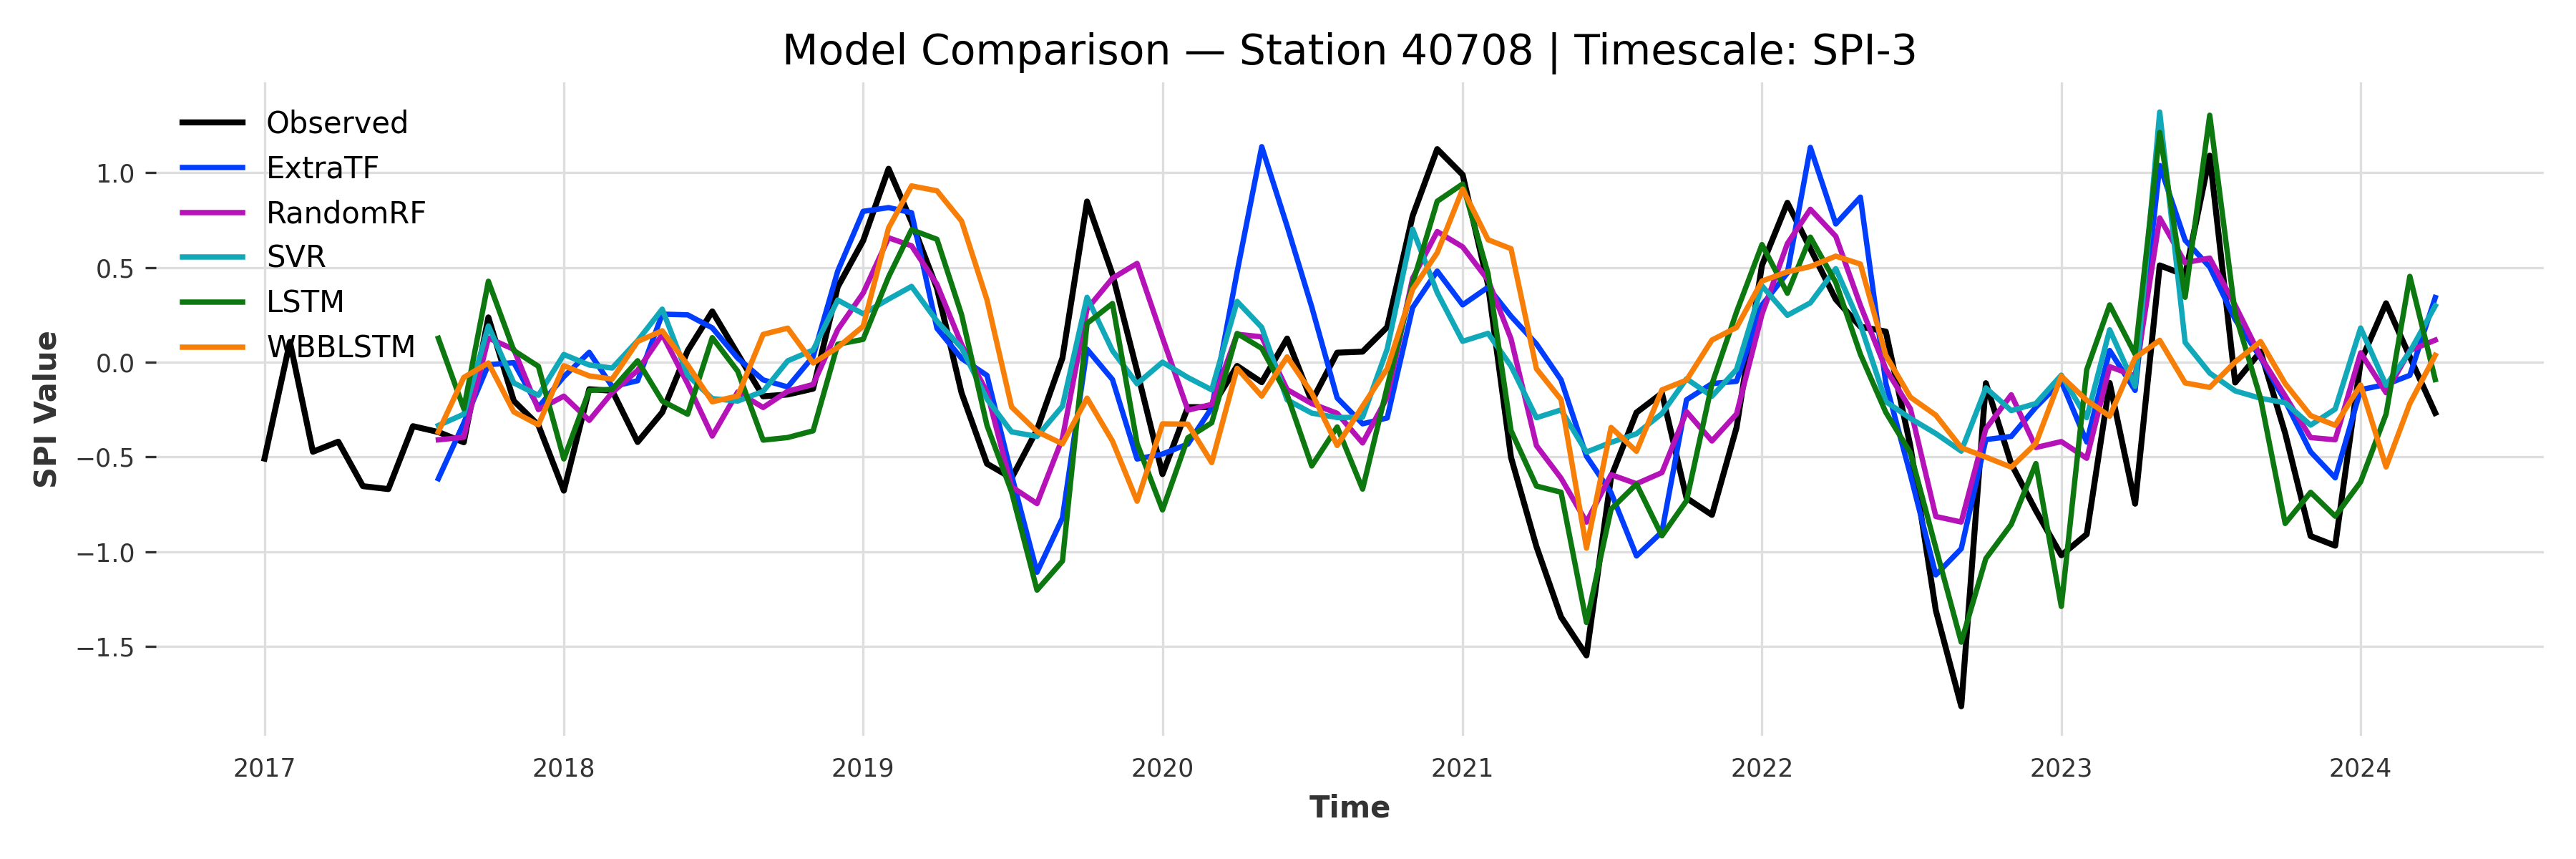 Model Comparison — Station 40708 | Timescale: SPI-3
Observed
ExtraTF
RandomRF
SVR
LSTM
WBBLSTM
SPI Value
1.0
0.5
0.0
−0.5
−1.0
−1.5
2017 2018 2019 2020 2021 2022 2023 2024
Time